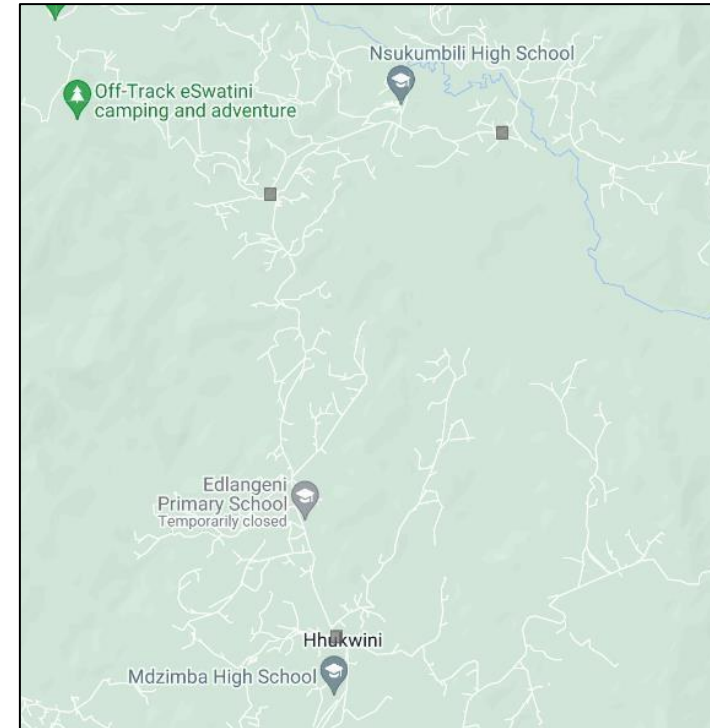 Nsukumbili High School
Off-Track eSwatini
camping and adventure
Edlangeni
Primary School
Temporarily closed
Hhukwini
Mdzimba High School